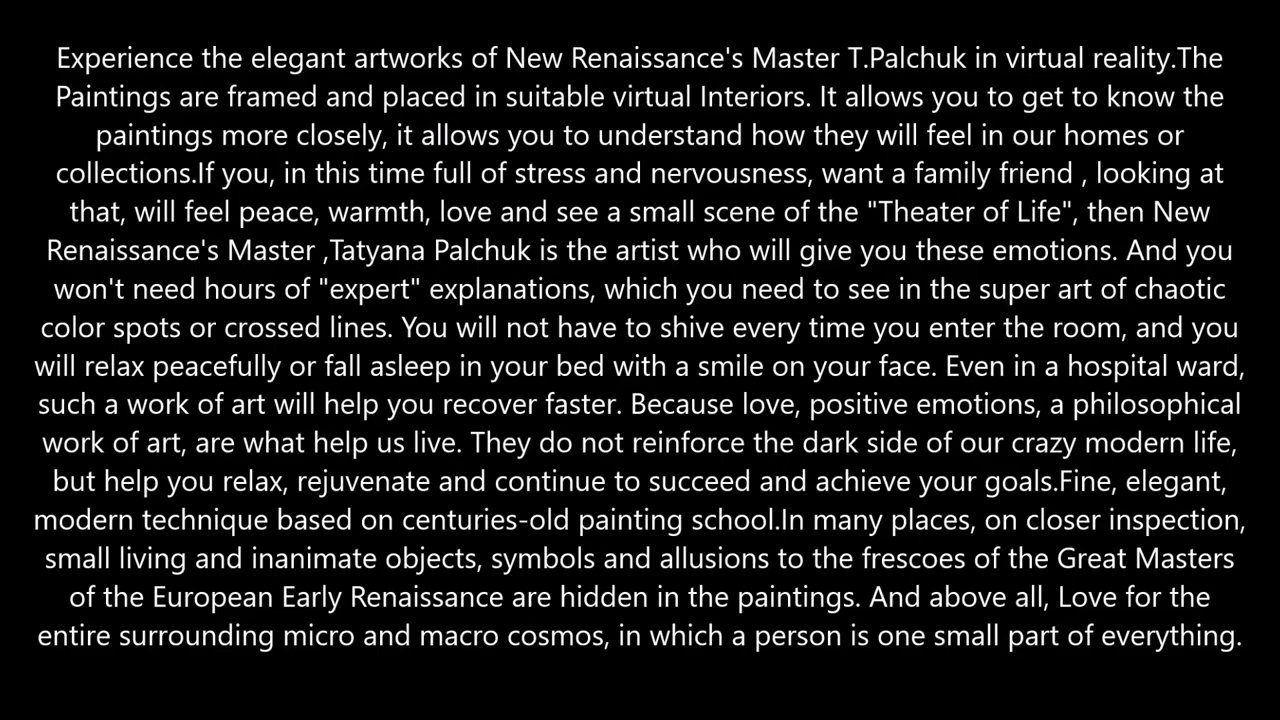 Experience the elegant artworks of New Renaissance's Master T.Palchuk in virtual reality.The
Paintings are framed and placed in suitable virtual Interiors. It allows you to get to know the
paintings more closely, it allows you to understand how they will feel in our homes or
collections.If you, in this time full of stress and nervousness, want a family friend , looking at
that, will feel peace, warmth, love and see a small scene of the "Theater of Life", then New
Renaissance's Master ,Tatyana Palchuk is the artist who will give you these emotions. And you
won't need hours of "expert" explanations, which you need to see in the super art of chaotic
color spots or crossed lines. You will not have to shive every time you enter the room, and you
will relax peacefully or fall asleep in your bed with a smile on your face. Even in a hospital ward,
such a work of art will help you recover faster. Because love, positive emotions, a philosophical
work of art, are what help us live. They do not reinforce the dark side of our crazy modern life,
but help you relax, rejuvenate and continue to succeed and achieve your goals.Fine, elegant,
modern technique based on centuries-old painting school.In many places, on closer inspection,
small living and inanimate objects, symbols and allusions to the frescoes of the Great Masters
of the European Early Renaissance are hidden in the paintings. And above all, Love for the
entire surrounding micro and macro cosmos, in which a person is one small part of everything.